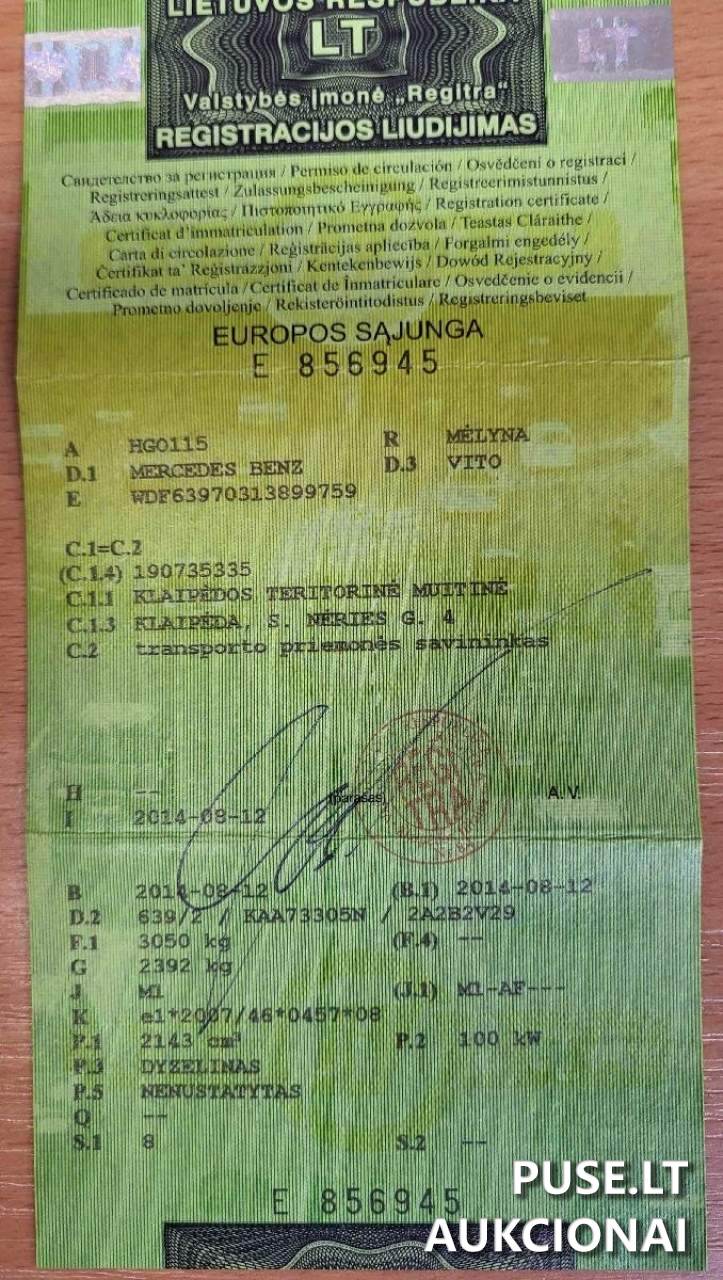 LIETUVOS RESPUBLIKA
LT
LT
Valstybės Įmonė „Regitra"
REGISTRACIJOS LIUDIJIMAS
Свидетелство за регистрация / Permiso de circulación / Osvědčení o registraci /
Registreringsattest / Zulassungsbescheinigung / Registreerimistunnistus /
Άδεια κυκλοφορίας / Πιστοποιητικό Εγγραφής / Registration certificate /
Certificat d'immatriculation / Prometna dozvola / Teastas Cláraithe /
Carta di circolazione / Reģistrācijas apliecība / Forgalmi engedély /
Ċertifikat ta' Reġistrazzjoni / Kentekenbewijs / Dowód Rejestracyjny /
Certificado de matrícula / Certificat de Înmatriculare / Osvedčenie o evidencii /
Prometno dovoljenje / Rekisteröintitodistus / Registreringsbeviset
EUROPOS SĄJUNGA
E 856945
A HGO115 R MĖLYNA
D.1 MERCEDES BENZ D.3 VITO
E WDF63970313899759
C.1=C.2
(C.1.4) 190735335
C.1.1 KLAIPĖDOS TERITORINĖ MUITINĖ
C.1.3 KLAIPĖDA, S. NĖRIES G. 4
C.2 transporto priemonės savininkas
H --
(parašas) A.V.
I 2014-08-12
REGI
TRA
B 2014-08-12 (B.1) 2014-08-12
D.2 639/2 / KAA73305N / 2A2B2V29
F.1 3050 kg (F.4) --
G 2392 kg
J M1 (J.1) M1-AF---
K e1*2007/46*0457*08
P.1 2143 cm³ P.2 100 kW
P.3 DYZELINAS
P.5 NENUSTATYTAS
Q --
S.1 8 S.2 --
E 856945
PUSE.LT
AUKCIONAI